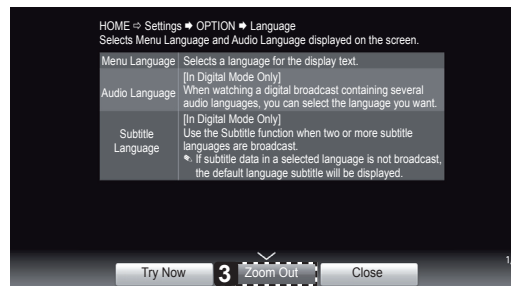 HOME ⇨ Settings ➡ OPTION ➡ Language
Selects Menu Language and Audio Language displayed on the screen.
Menu Language Selects a language for the display text.
[In Digital Mode Only]
Audio Language When watching a digital broadcast containing several
audio languages, you can select the language you want.
[In Digital Mode Only]
Subtitle Language Use the Subtitle function when two or more subtitle
languages are broadcast.
✎ If subtitle data in a selected language is not broadcast,
the default language subtitle will be displayed.
Try Now 3 Zoom Out Close